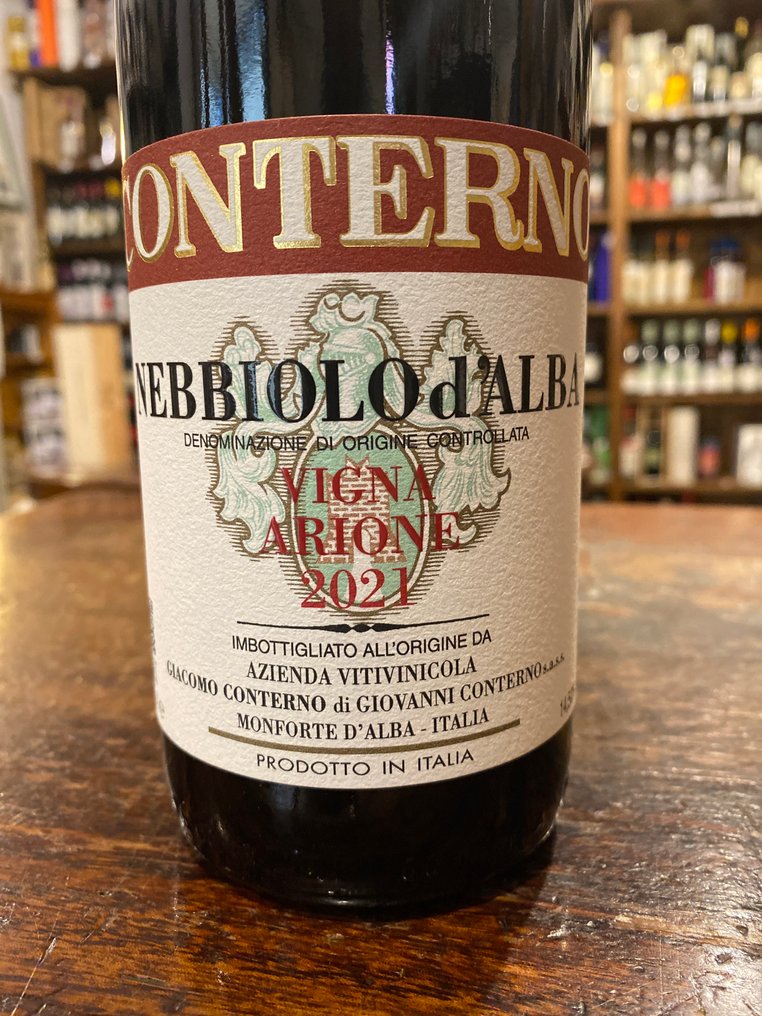 CONTERNO
NEBBIOLO d'ALBA
DENOMINAZIONE DI ORIGINE CONTROLLATA
VIGNA
ARIONE
2021
IMBOTTIGLIATO ALL'ORIGINE DA
AZIENDA VITIVINICOLA
GIACOMO CONTERNO di GIOVANNI CONTERNO s.a.s.s.
MONFORTE D'ALBA - ITALIA
PRODOTTO IN ITALIA